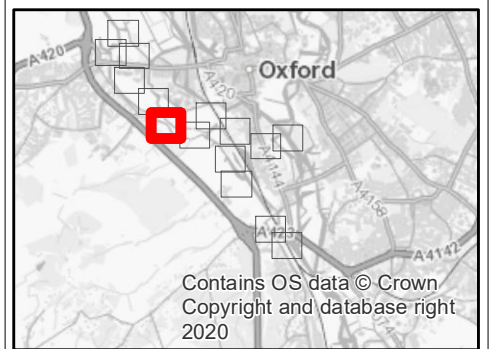 A420
A420
Oxford
A4144
A4158
A423
A4142
Contains OS data © Crown
Copyright and database right
2020